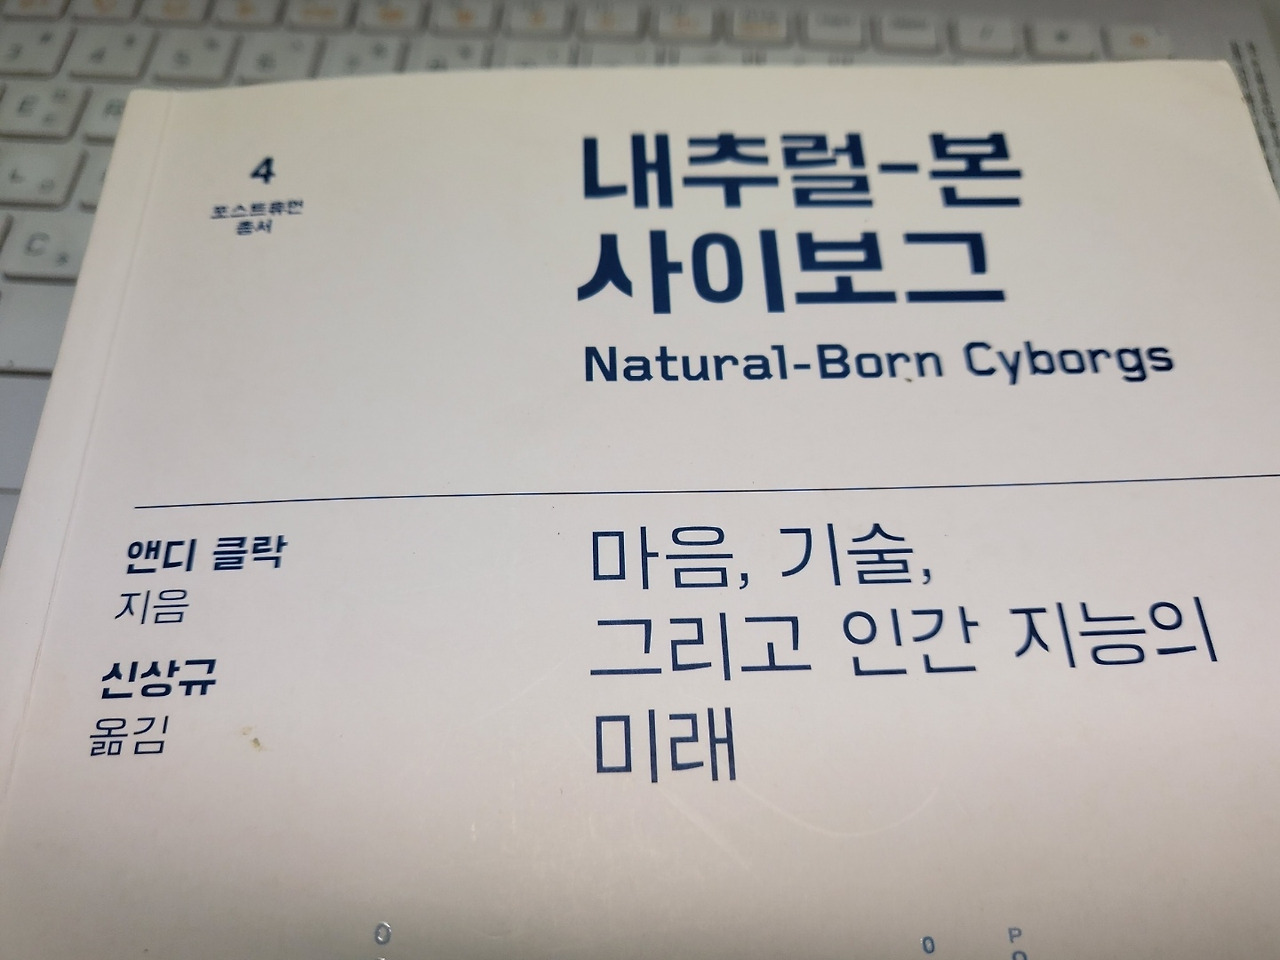 4
포스트휴먼
총서
내추럴-본
사이보그
Natural-Born Cyborgs
앤디 클락
지음
신상규
옮김
마음, 기술,
그리고 인간 지능의
미래